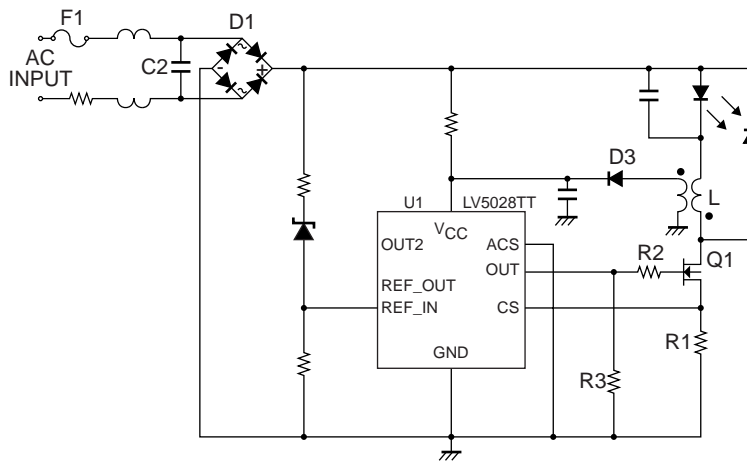 F1
D1
AC
INPUT
C2
~
-
+
~
D3
U1
LV5028TT
L
VCC
OUT2
ACS
Q1
R2
OUT
REF_OUT
REF_IN
CS
R1
GND
R3